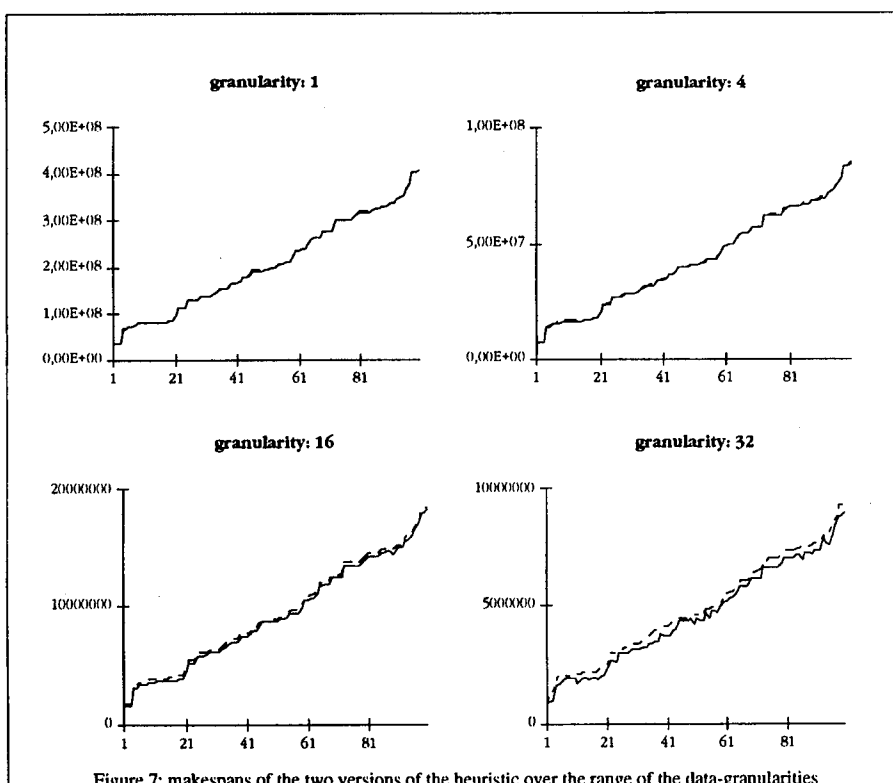 granularity: 1
5,00E+08
4,00E+08
3,00E+08
2,00E+08
1,00E+08
0,00E+00
1 21 41 61 81
granularity: 4
1,00E+08
5,00E+07
0,00E+00
1 21 41 61 81
granularity: 16
20000000
10000000
0
1 21 41 61 81
granularity: 32
10000000
5000000
0
1 21 41 61 81
Figure 7: makespans of the two versions of the heuristic over the range of the data-granularities